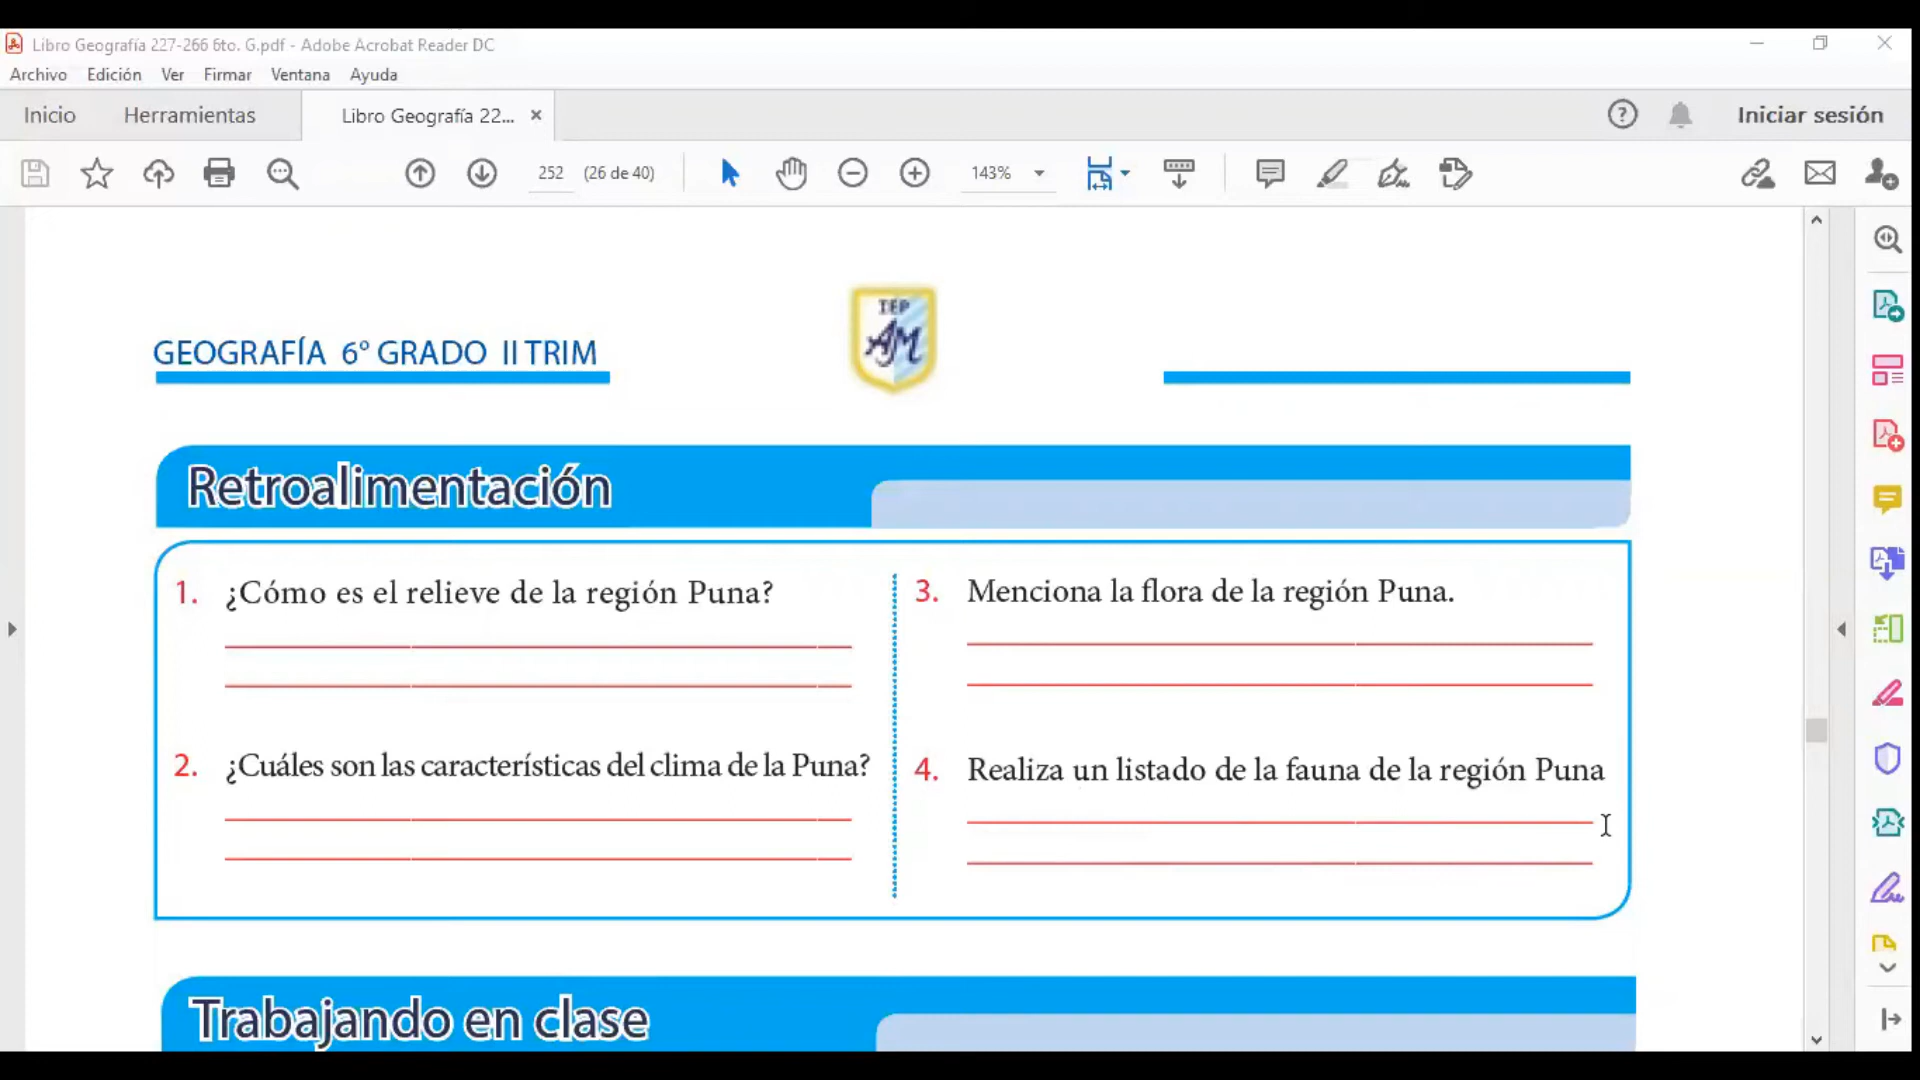 Libro Geografía 227-266 6to. G.pdf - Adobe Acrobat Reader DC
Archivo Edición Ver Firmar Ventana Ayuda
Inicio Herramientas Libro Geografía 22... Iniciar sesión
252 (26 de 40) 143%
IEP
AM
GEOGRAFÍA 6° GRADO II TRIM
Retroalimentación
1. ¿Cómo es el relieve de la región Puna?
2. ¿Cuáles son las características del clima de la Puna?
3. Menciona la flora de la región Puna.
4. Realiza un listado de la fauna de la región Puna
Trabajando en clase